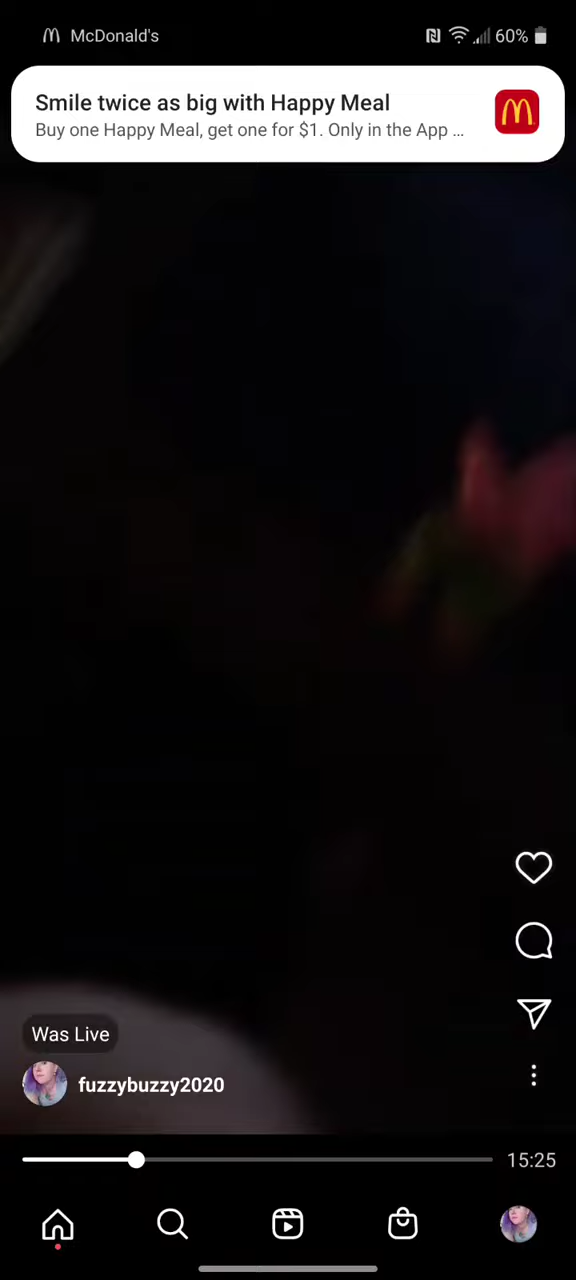 McDonald's
60%
Smile twice as big with Happy Meal
Buy one Happy Meal, get one for $1. Only in the App ...
Was Live
fuzzybuzzy2020
15:25